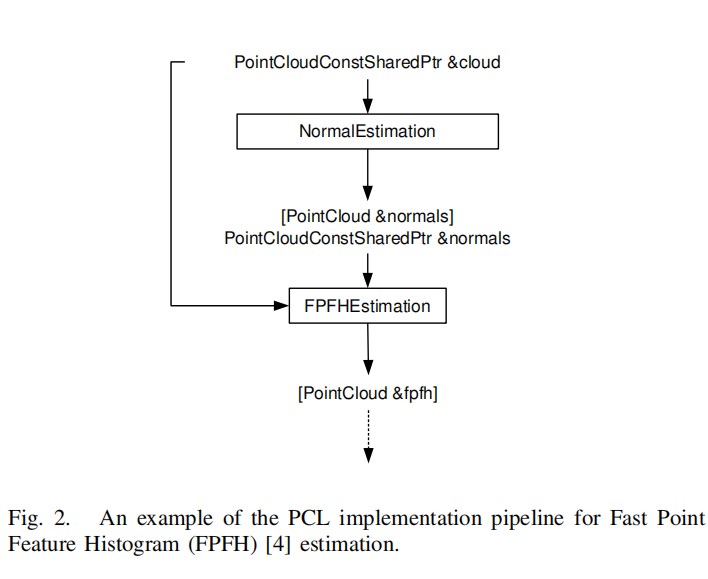 PointCloudConstSharedPtr &cloud
NormalEstimation
[PointCloud &normals]
PointCloudConstSharedPtr &normals
FPFHEstimation
[PointCloud &fpfh]
Fig. 2. An example of the PCL implementation pipeline for Fast Point
Feature Histogram (FPFH) [4] estimation.